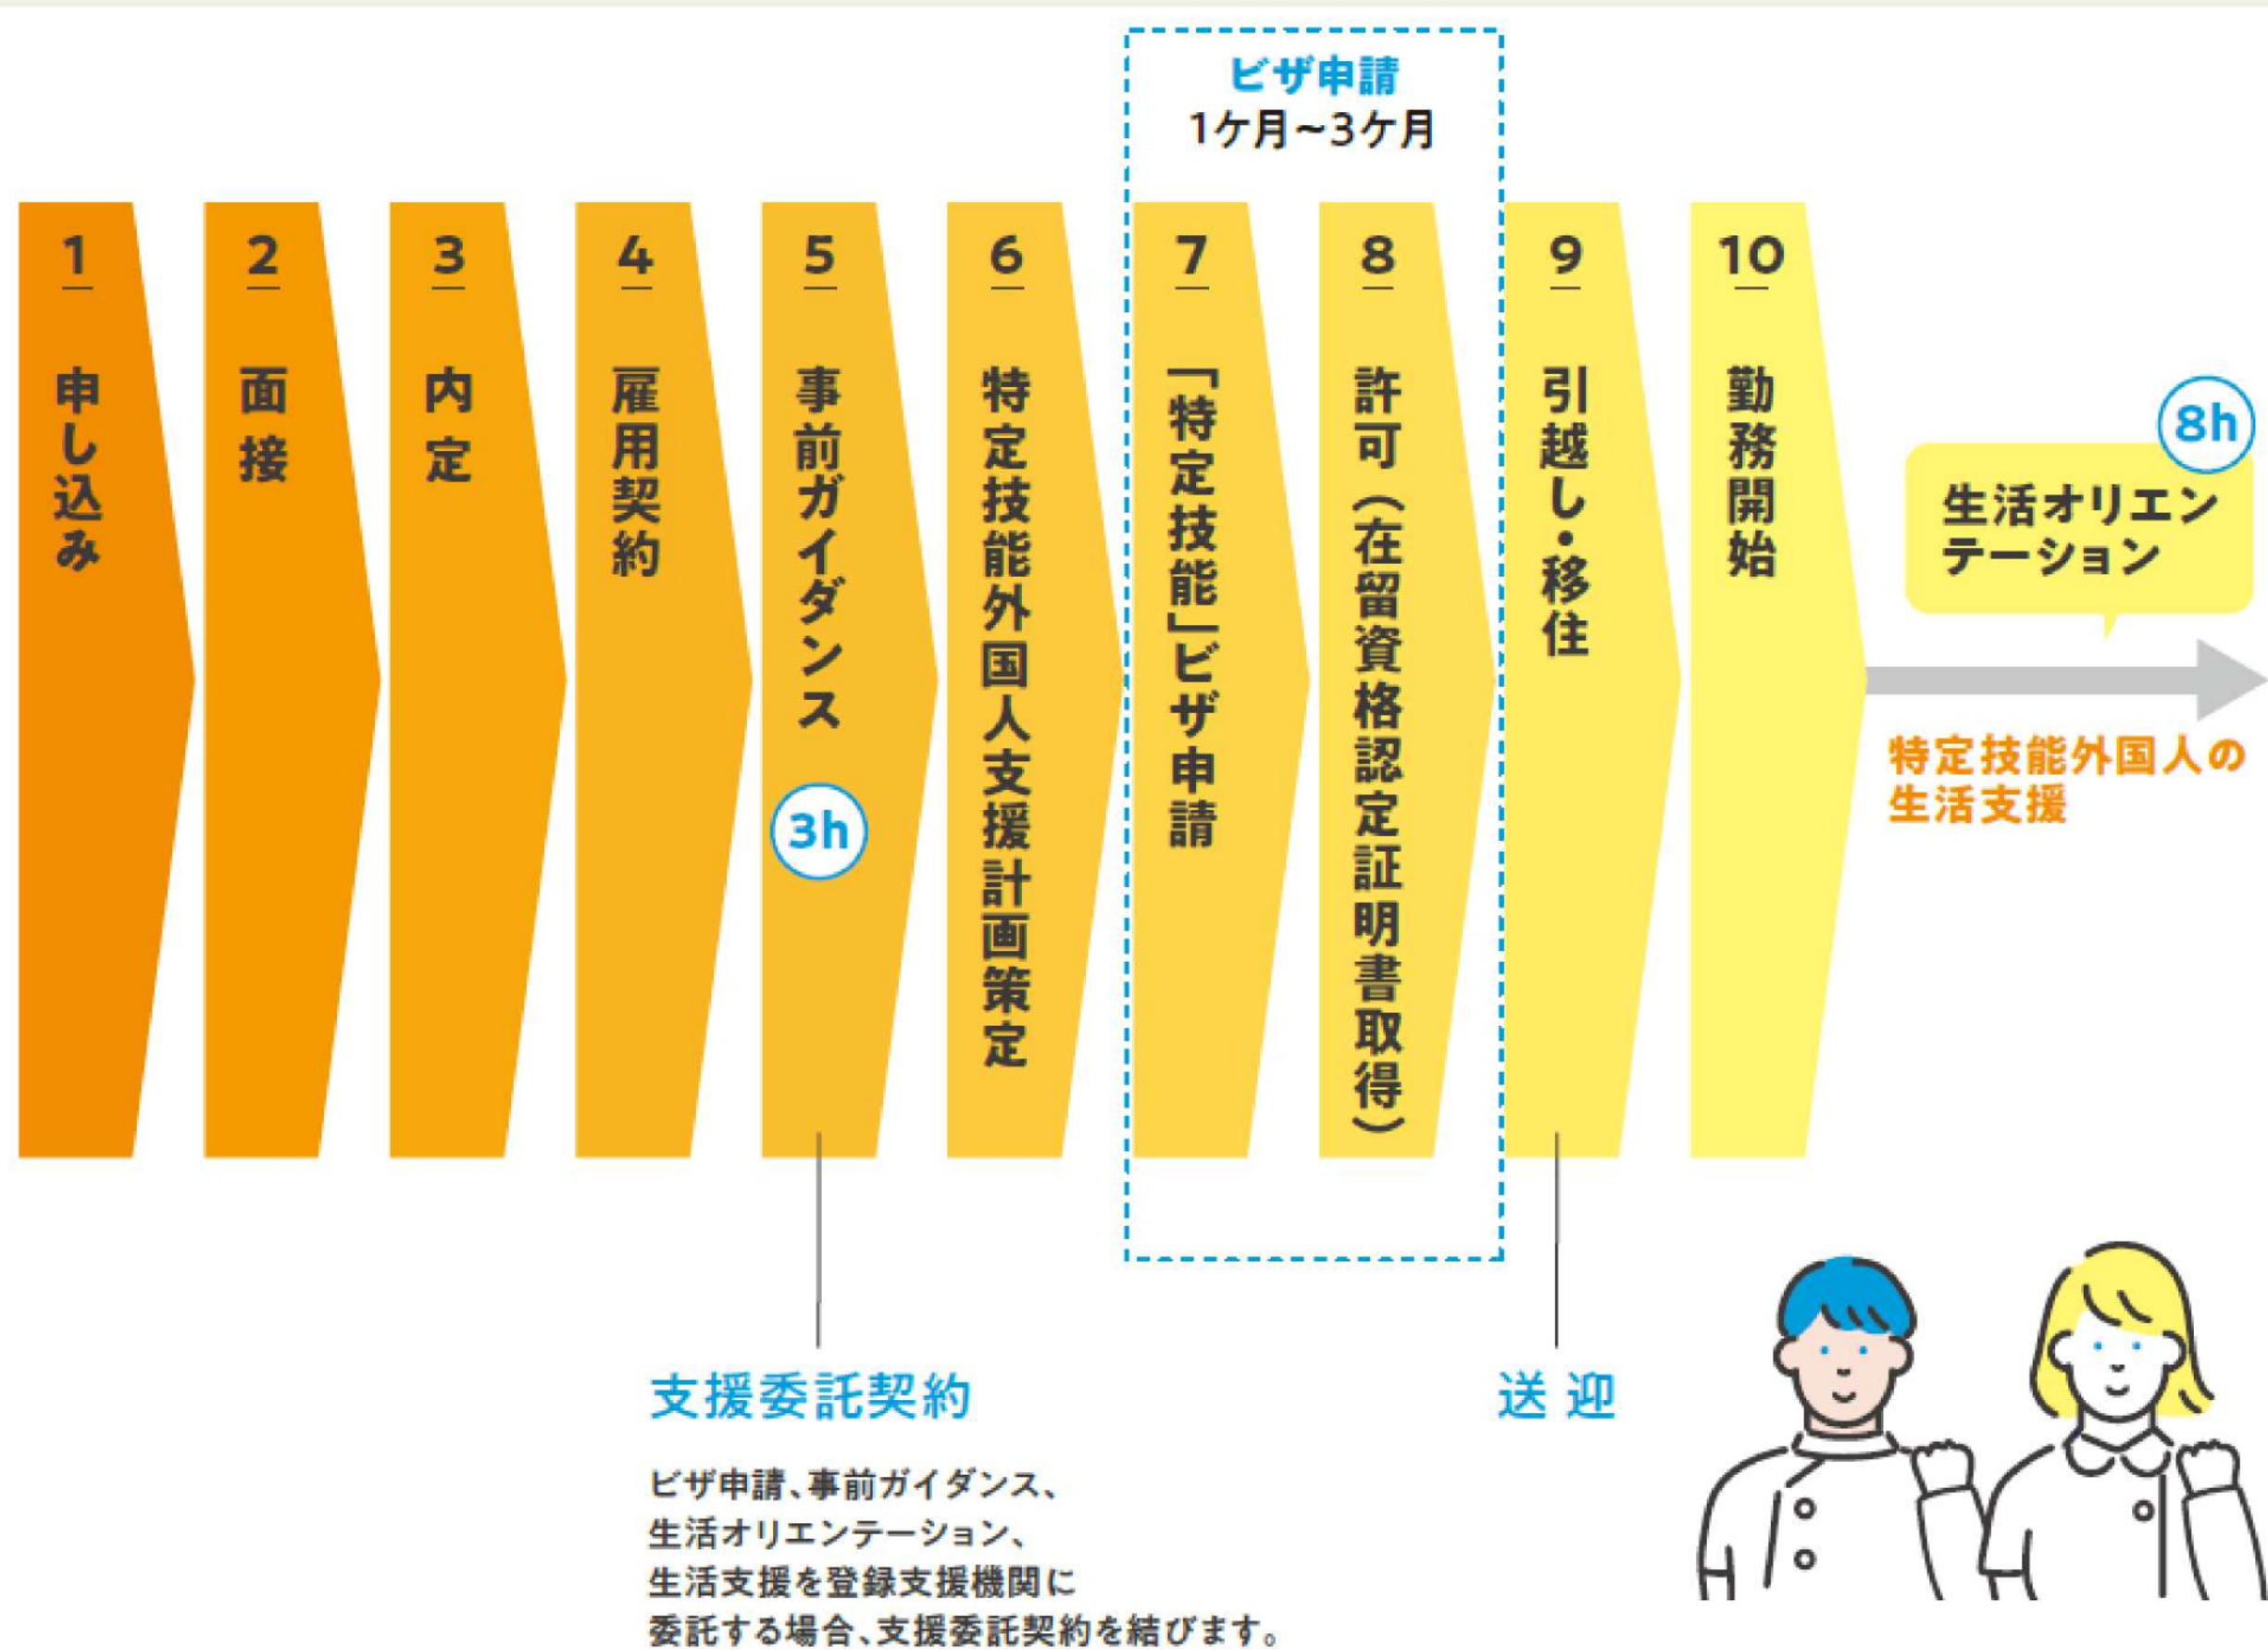 ビザ申請
1ケ月~3ケ月
1
申し込み
2
面接
3
内定
4
雇用契約
5
事前ガイダンス
3h
6
特定技能外国人支援計画策定
7
「特定技能」ビザ申請
8
許可(在留資格認定証明書取得)
9
引越し・移住
10
勤務開始
8h
生活オリエン
テーション
特定技能外国人の
生活支援
支援委託契約
ビザ申請、事前ガイダンス、
生活オリエンテーション、
生活支援を登録支援機関に
委託する場合、支援委託契約を結びます。
送迎